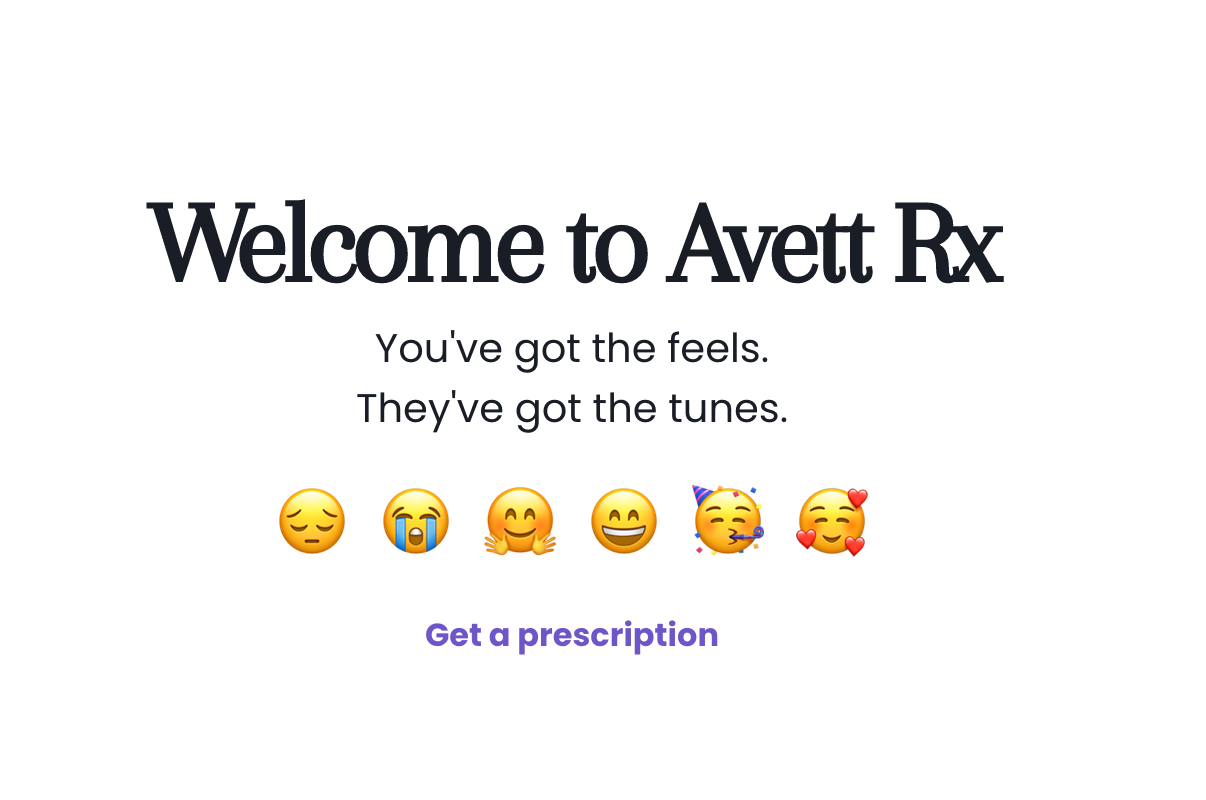 Welcome to Avett Rx
You've got the feels.
They've got the tunes.
😔 😭 🤗 😄 🥳 🥰
Get a prescription